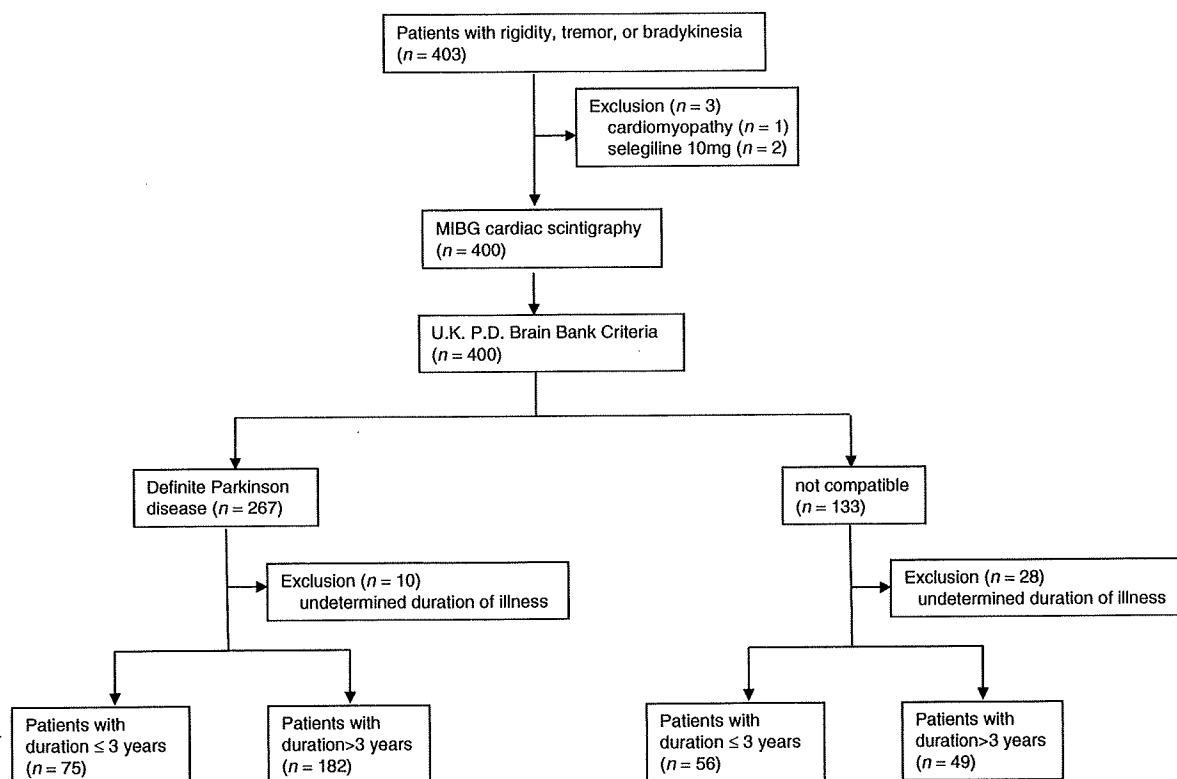 Patients with rigidity, tremor, or bradykinesia
(n = 403)
Exclusion (n = 3)
cardiomyopathy (n = 1)
selegiline 10mg (n = 2)
MIBG cardiac scintigraphy
(n = 400)
U.K. P.D. Brain Bank Criteria
(n = 400)
Definite Parkinson
disease (n = 267)
not compatible
(n = 133)
Exclusion (n = 10)
undetermined duration of illness
Exclusion (n = 28)
undetermined duration of illness
Patients with
duration ≤ 3 years
(n = 75)
Patients with
duration>3 years
(n = 182)
Patients with
duration ≤ 3 years
(n = 56)
Patients with
duration>3 years
(n = 49)